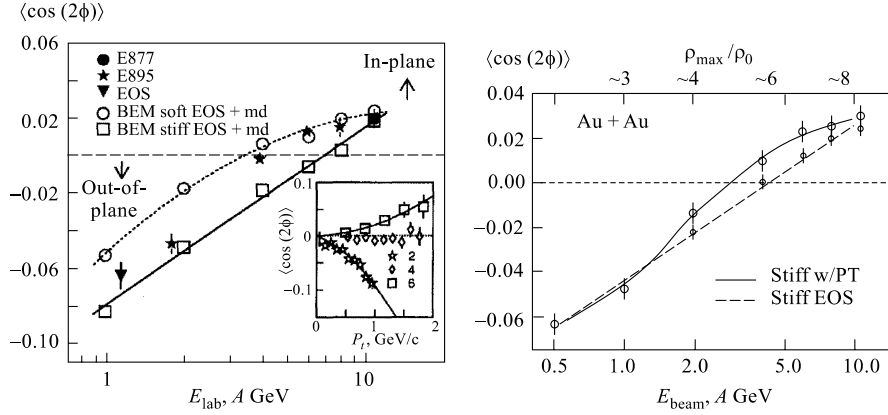 ⟨cos (2ϕ)⟩
0.06
0.02
−0.02
−0.06
−0.10
E877
E895
EOS
BEM soft EOS + md
BEM stiff EOS + md
In-plane
Out-of-
plane
0.1
0
−0.1
⟨cos (2ϕ)⟩
2
4
6
0 1 2
Pt, GeV/c
1 10
Elab, A GeV
⟨cos (2ϕ)⟩
ρmax/ρ0
~3 ~4 ~6 ~8
Au + Au
0.04
0.02
0.00
−0.02
−0.04
−0.06
Stiff w/PT
Stiff EOS
0.5 1.0 2.0 5.0 10.0
Ebeam, A GeV